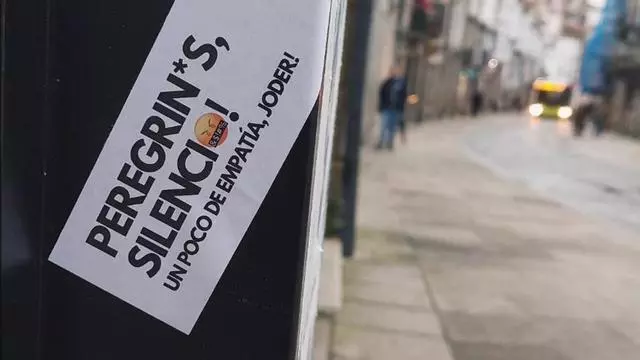 PEREGRIN*S,
SILENCIO!
UN POCO DE EMPATÍA, JODER!